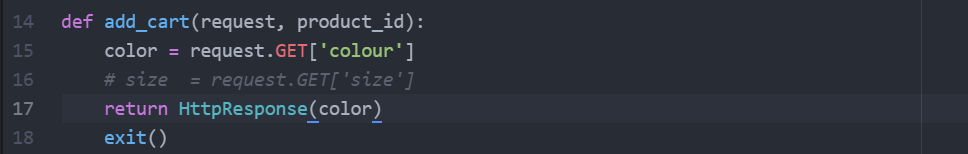 14 def add_cart(request, product_id):
15     color = request.GET['colour']
16     # size  = request.GET['size']
17     return HttpResponse(color)
18     exit()